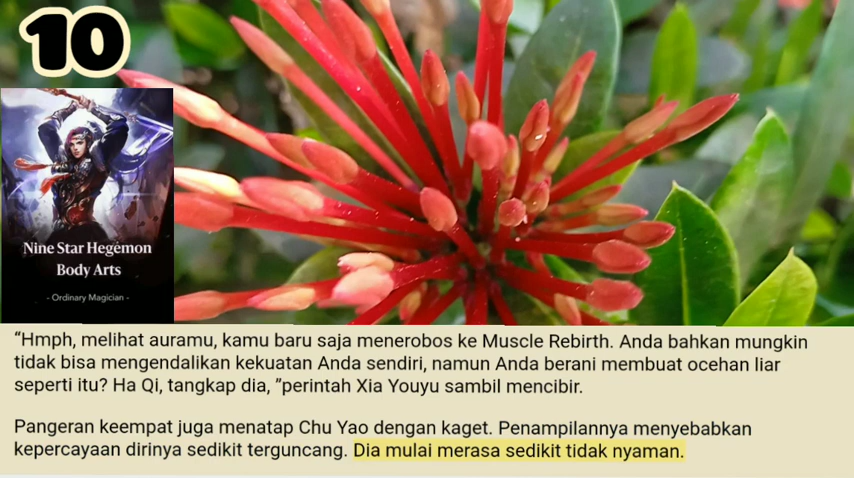 10
Nine Star Hegemon
Body Arts
- Ordinary Magician -
“Hmph, melihat auramu, kamu baru saja menerobos ke Muscle Rebirth. Anda bahkan mungkin
tidak bisa mengendalikan kekuatan Anda sendiri, namun Anda berani membuat ocehan liar
seperti itu? Ha Qi, tangkap dia, ”perintah Xia Youyu sambil mencibir.
Pangeran keempat juga menatap Chu Yao dengan kaget. Penampilannya menyebabkan
kepercayaan dirinya sedikit terguncang. Dia mulai merasa sedikit tidak nyaman.